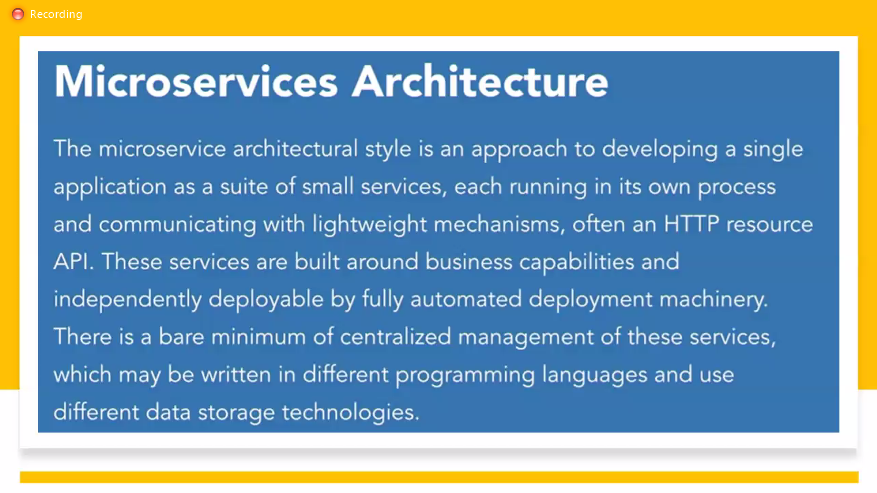 Recording
Microservices Architecture
The microservice architectural style is an approach to developing a single
application as a suite of small services, each running in its own process
and communicating with lightweight mechanisms, often an HTTP resource
API. These services are built around business capabilities and
independently deployable by fully automated deployment machinery.
There is a bare minimum of centralized management of these services,
which may be written in different programming languages and use
different data storage technologies.